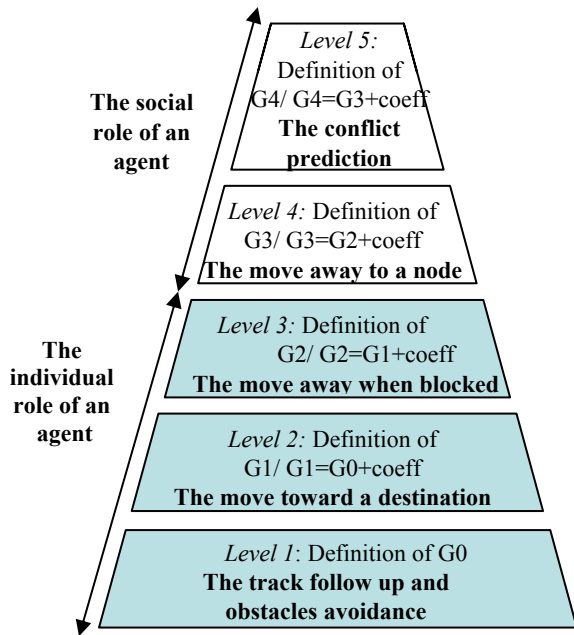 Level 5:
Definition of
G4/ G4=G3+coeff
The conflict
prediction
The social
role of an
agent
Level 4: Definition of
G3/ G3=G2+coeff
The move away to a node
Level 3: Definition of
G2/ G2=G1+coeff
The move away when blocked
The
individual
role of an
agent
Level 2: Definition of
G1/ G1=G0+coeff
The move toward a destination
Level 1: Definition of G0
The track follow up and
obstacles avoidance